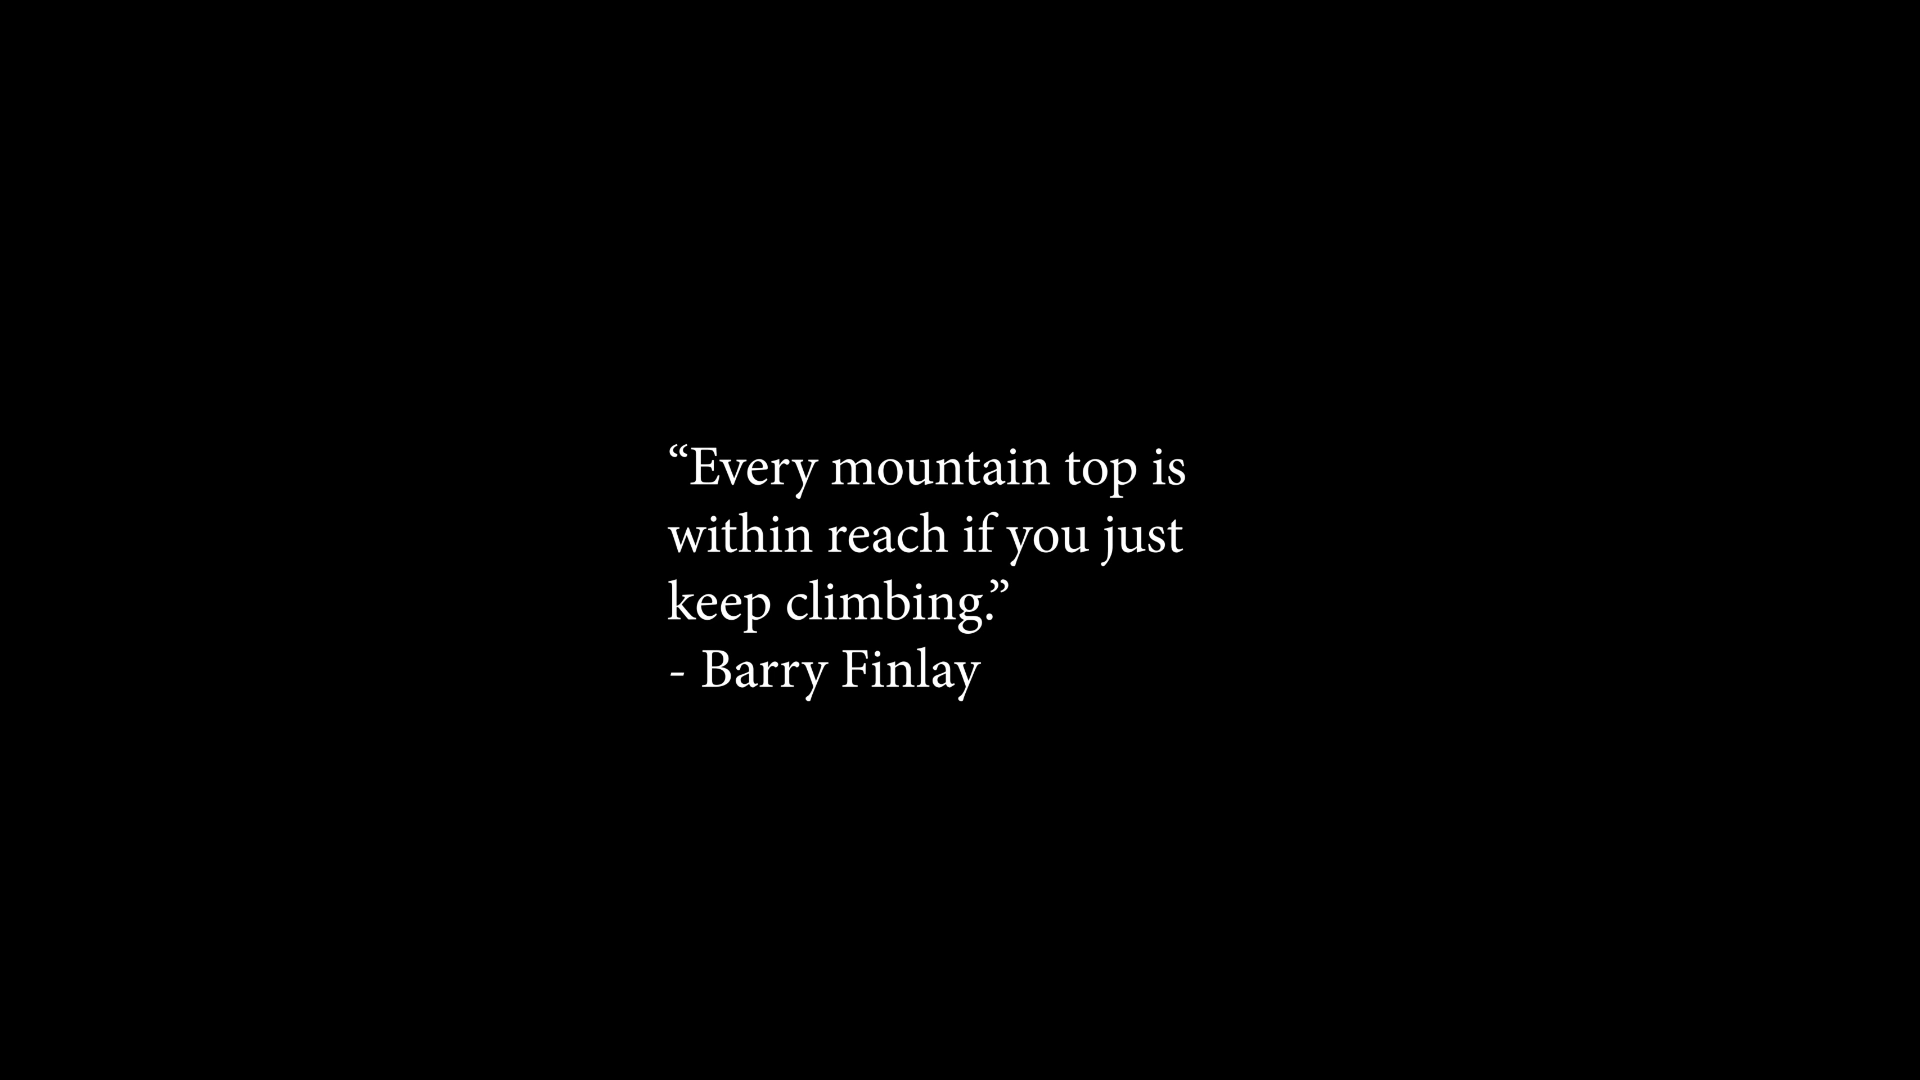 “Every mountain top is
within reach if you just
keep climbing.”
- Barry Finlay